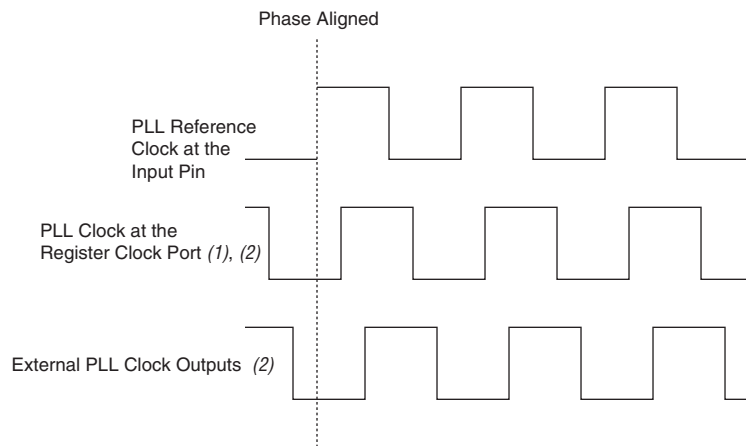 Phase Aligned
PLL Reference
Clock at the
Input Pin
PLL Clock at the
Register Clock Port (1), (2)
External PLL Clock Outputs (2)